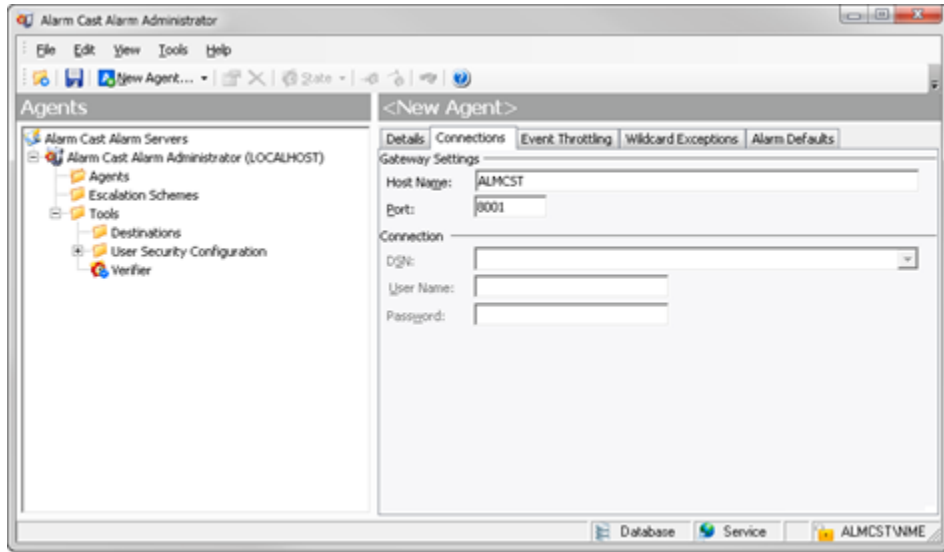 Alarm Cast Alarm Administrator
File Edit View Tools Help
New Agent... State
Agents
<New Agent>
Alarm Cast Alarm Servers
Alarm Cast Alarm Administrator (LOCALHOST)
Agents
Escalation Schemes
Tools
Destinations
User Security Configuration
Verifier
Details Connections Event Throttling Wildcard Exceptions Alarm Defaults
Gateway Settings
Host Name: ALMCST
Port: 8001
Connection
DSN:
User Name:
Password:
Database Service ALMCST\NME